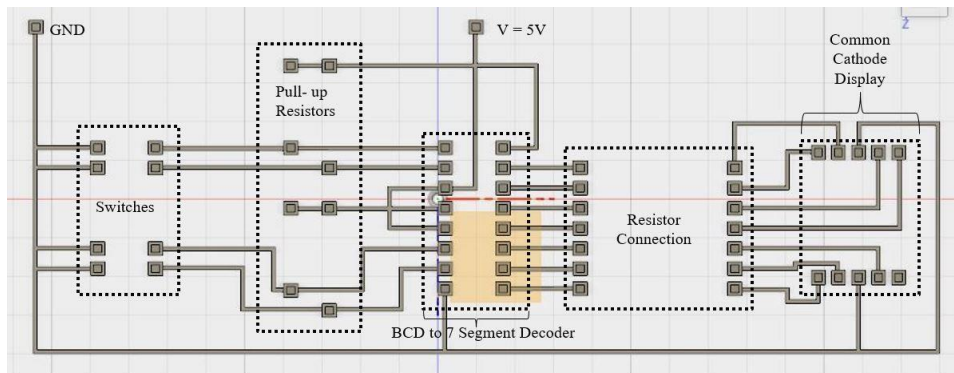 GND
V = 5V
Z
Common
Cathode
Display
Pull- up
Resistors
Switches
Resistor
Connection
BCD to 7 Segment Decoder